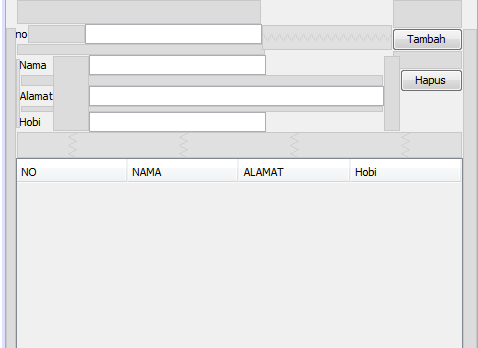 no Tambah
Nama
Hapus
Alamat
Hobi
NO NAMA ALAMAT Hobi